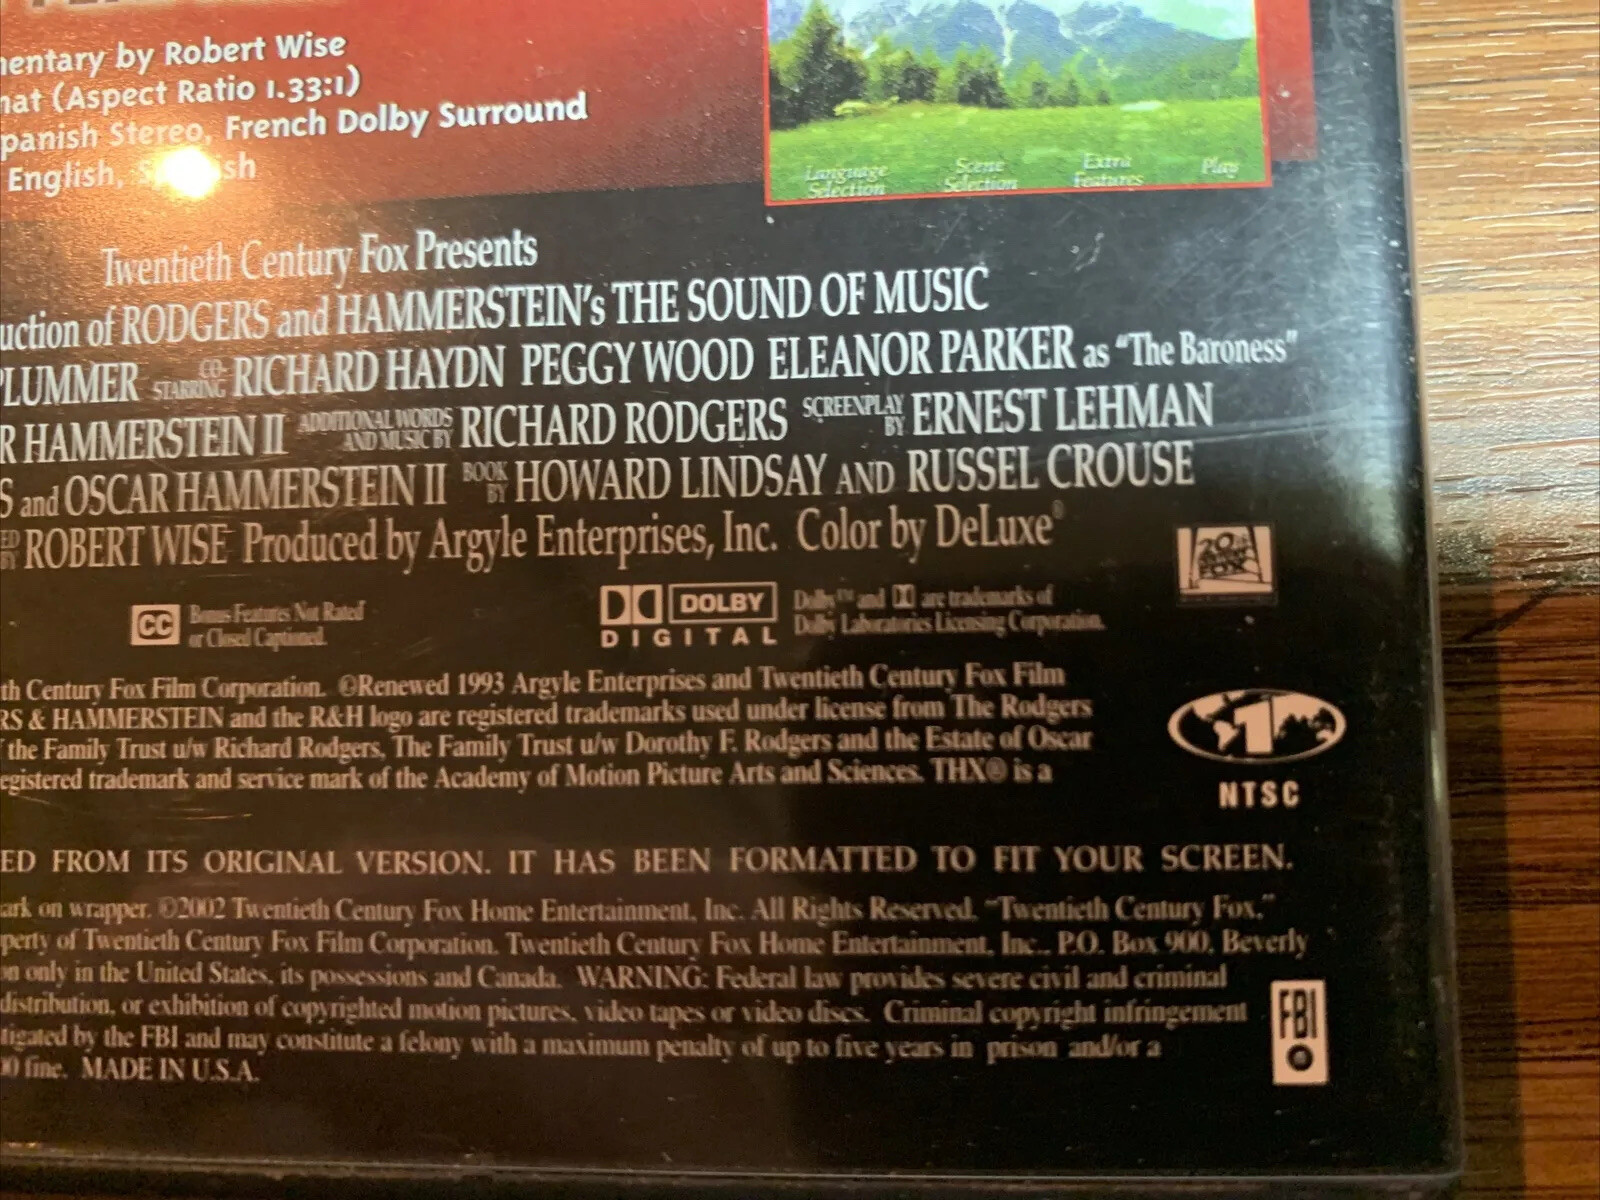 mentary by Robert Wise
mat (Aspect Ratio 1.33:1)
panish Stereo, French Dolby Surround
English, sh
Language Selection
Scene Selection
Extra Features
Play
Twentieth Century Fox Presents
uction of RODGERS and HAMMERSTEIN's THE SOUND OF MUSIC
PLUMMER CO-STARRING RICHARD HAYDN PEGGY WOOD ELEANOR PARKER as "The Baroness"
R HAMMERSTEIN II ADDITIONAL WORDS AND MUSIC BY RICHARD RODGERS SCREENPLAY BY ERNEST LEHMAN
S and OSCAR HAMMERSTEIN II BOOK BY HOWARD LINDSAY AND RUSSEL CROUSE
ED BY ROBERT WISE Produced by Argyle Enterprises, Inc. Color by DeLuxe®
CC Bonus Features Not Rated
or Closed Captioned.
DOLBY
DIGITAL
Dolby™ and are trademarks of
Dolby Laboratories Licensing Corporation.
20th CENTURY FOX
th Century Fox Film Corporation. ©Renewed 1993 Argyle Enterprises and Twentieth Century Fox Film
RS & HAMMERSTEIN and the R&H logo are registered trademarks used under license from The Rodgers
the Family Trust u/w Richard Rodgers, The Family Trust u/w Dorothy F. Rodgers and the Estate of Oscar
egistered trademark and service mark of the Academy of Motion Picture Arts and Sciences. THX® is a
1
NTSC
ED FROM ITS ORIGINAL VERSION. IT HAS BEEN FORMATTED TO FIT YOUR SCREEN.
ark on wrapper. ©2002 Twentieth Century Fox Home Entertainment, Inc. All Rights Reserved. "Twentieth Century Fox,"
perty of Twentieth Century Fox Film Corporation. Twentieth Century Fox Home Entertainment, Inc., P.O. Box 900, Beverly
on only in the United States, its possessions and Canada. WARNING: Federal law provides severe civil and criminal
distribution, or exhibition of copyrighted motion pictures, video tapes or video discs. Criminal copyright infringement
tigated by the FBI and may constitute a felony with a maximum penalty of up to five years in prison and/or a
0 fine. MADE IN U.S.A.
FBI